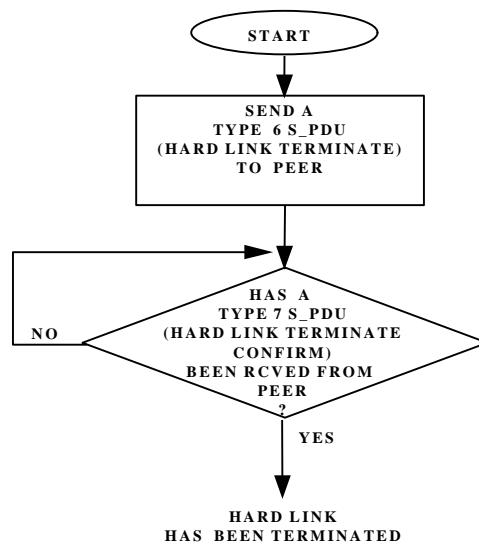 START
SEND A
TYPE 6 S_PDU
(HARD LINK TERMINATE)
TO PEER
HAS A
TYPE 7 S_PDU
(HARD LINK TERMINATE
CONFIRM)
BEEN RCVED FROM
PEER
?
NO
YES
HARD LINK
HAS BEEN TERMINATED